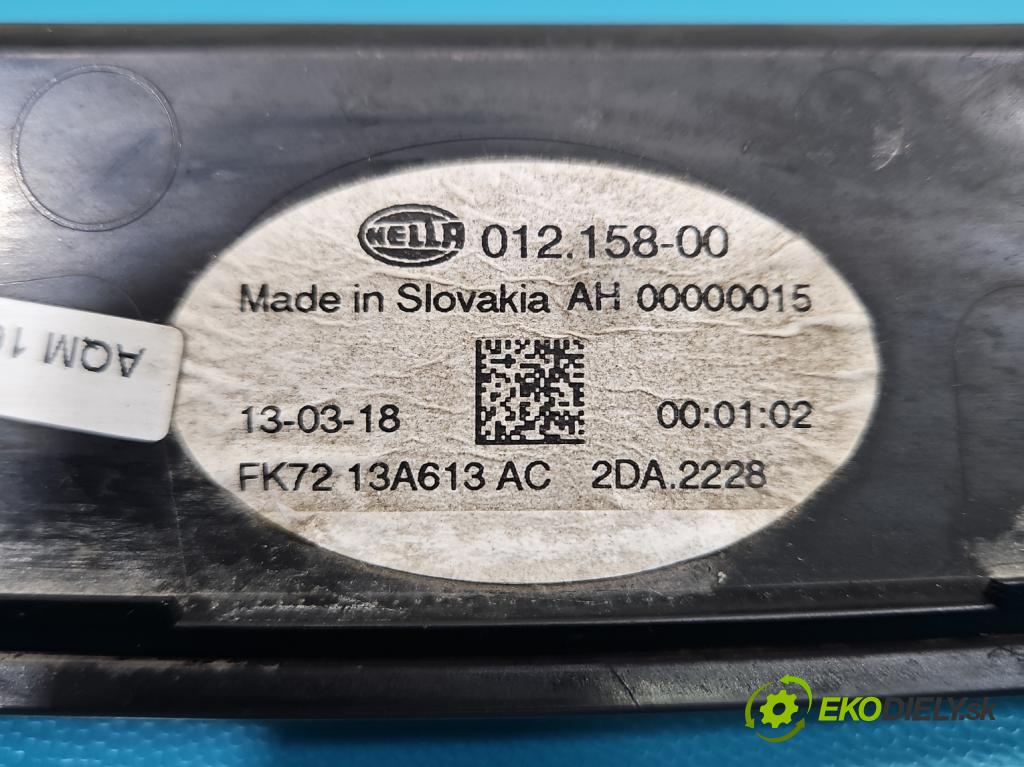 HELLA 012.158-00
Made in Slovakia AH 00000015
13-03-18 00:01:02
FK72 13A613 AC 2DA.2228
AQM
EKODIELY.sk